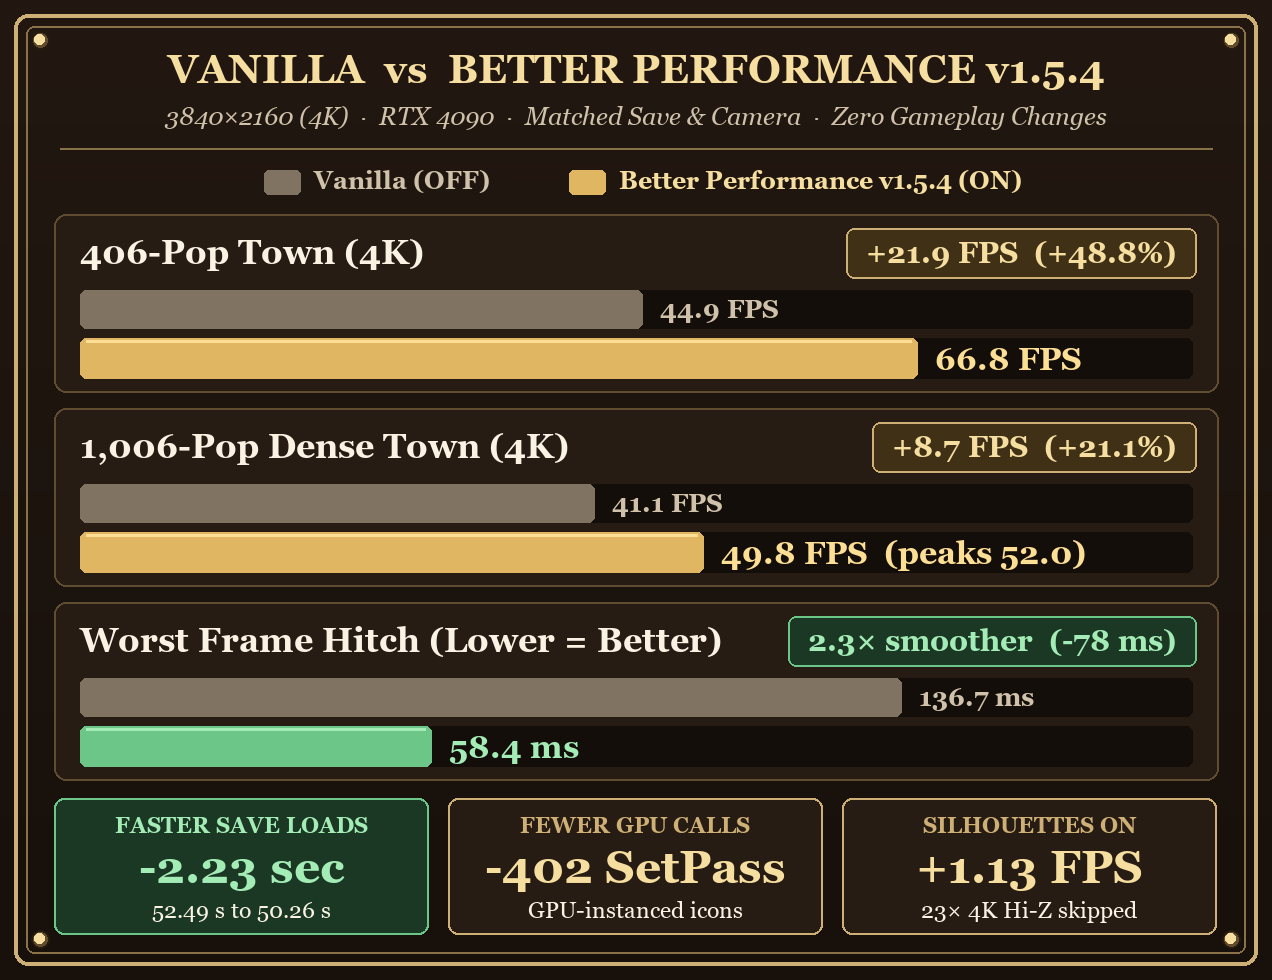 VANILLA vs BETTER PERFORMANCE v1.5.4
3840×2160 (4K) · RTX 4090 · Matched Save & Camera · Zero Gameplay Changes
Vanilla (OFF)
Better Performance v1.5.4 (ON)
406-Pop Town (4K)
+21.9 FPS (+48.8%)
44.9 FPS
66.8 FPS
1,006-Pop Dense Town (4K)
+8.7 FPS (+21.1%)
41.1 FPS
49.8 FPS (peaks 52.0)
Worst Frame Hitch (Lower = Better)
2.3× smoother (-78 ms)
136.7 ms
58.4 ms
FASTER SAVE LOADS
-2.23 sec
52.49 s to 50.26 s
FEWER GPU CALLS
-402 SetPass
GPU-instanced icons
SILHOUETTES ON
+1.13 FPS
23× 4K Hi-Z skipped